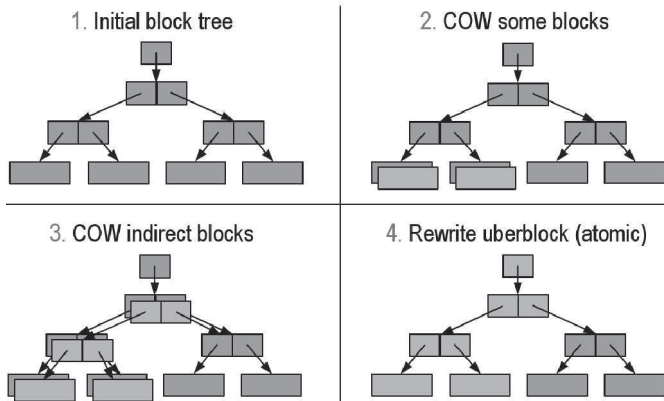 1. Initial block tree
2. COW some blocks
3. COW indirect blocks
4. Rewrite uberblock (atomic)